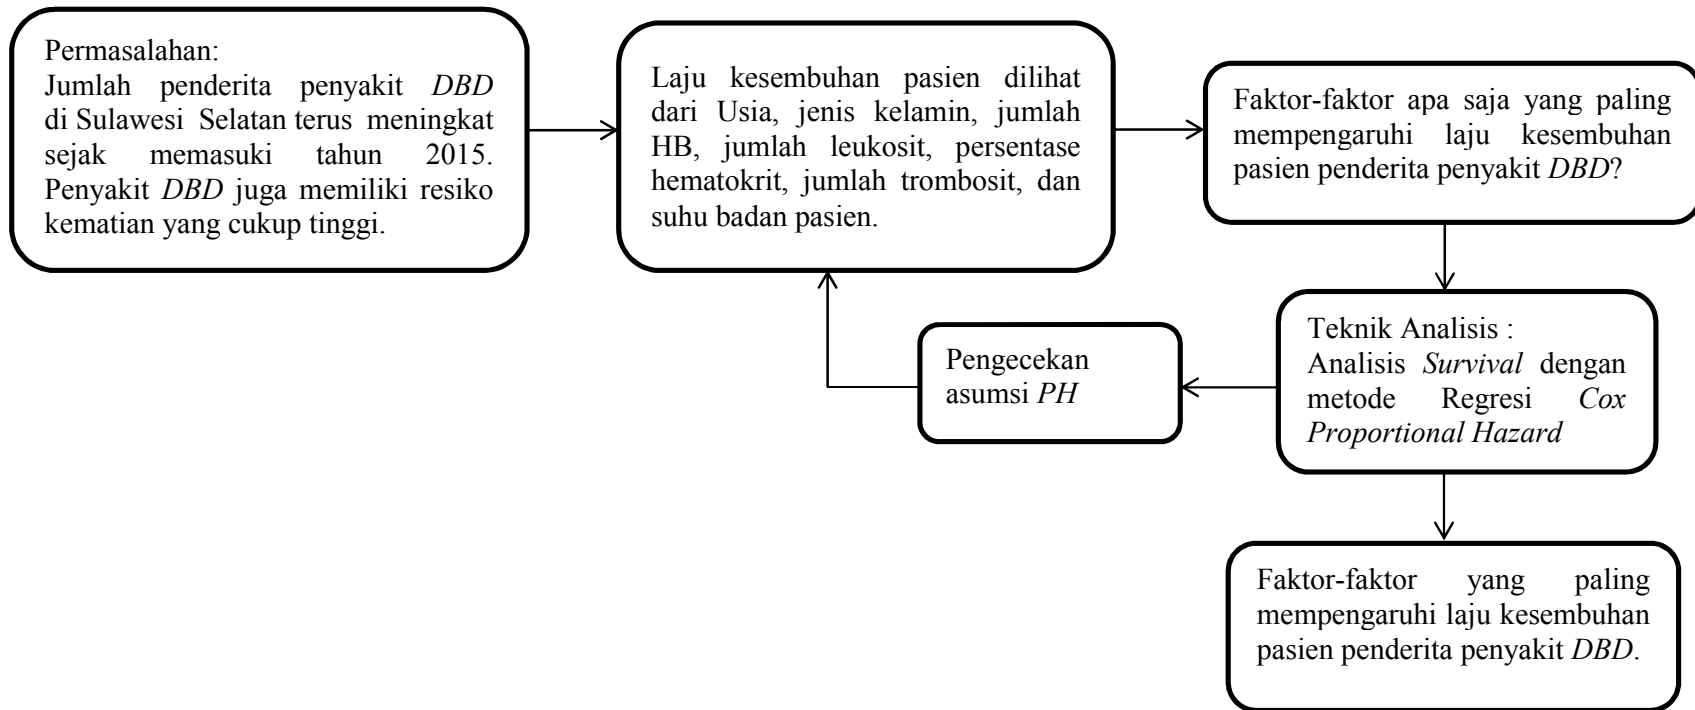 Permasalahan:
Jumlah penderita penyakit DBD
di Sulawesi Selatan terus meningkat
sejak memasuki tahun 2015.
Penyakit DBD juga memiliki resiko
kematian yang cukup tinggi.
Laju kesembuhan pasien dilihat
dari Usia, jenis kelamin, jumlah
HB, jumlah leukosit, persentase
hematokrit, jumlah trombosit, dan
suhu badan pasien.
Faktor-faktor apa saja yang paling
mempengaruhi laju kesembuhan
pasien penderita penyakit DBD?
Teknik Analisis :
Analisis Survival dengan
metode Regresi Cox
Proportional Hazard
Pengecekan
asumsi PH
Faktor-faktor yang paling
mempengaruhi laju kesembuhan
pasien penderita penyakit DBD.